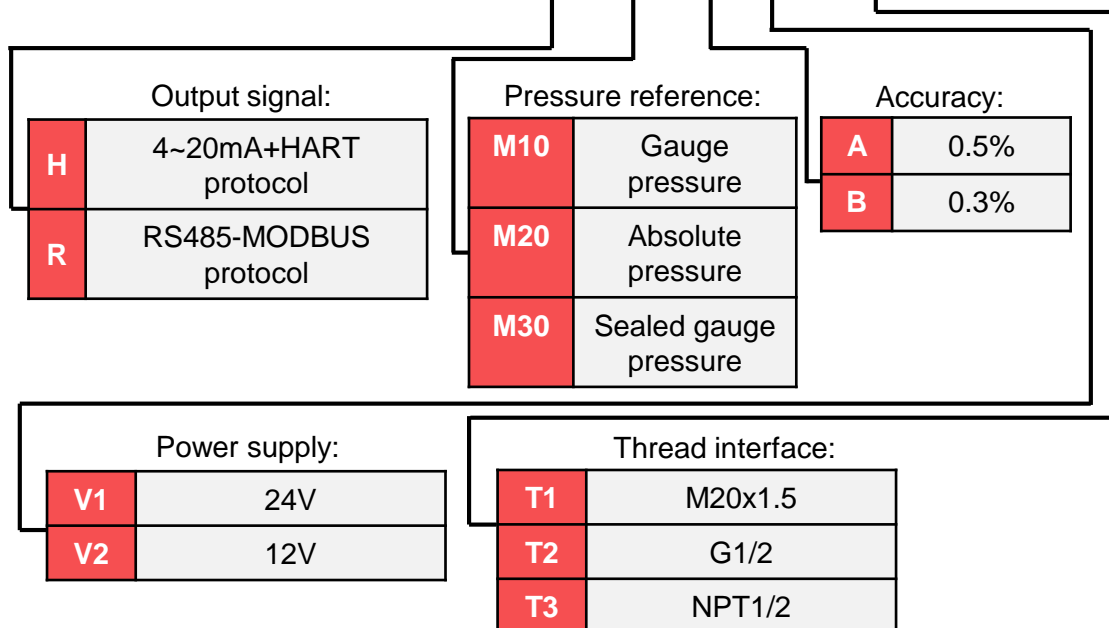 Output signal:
H
4~20mA+HART
protocol
R
RS485-MODBUS
protocol
Pressure reference:
M10
Gauge
pressure
M20
Absolute
pressure
M30
Sealed gauge
pressure
Accuracy:
A
0.5%
B
0.3%
Power supply:
V1
24V
V2
12V
Thread interface:
T1
M20x1.5
T2
G1/2
T3
NPT1/2